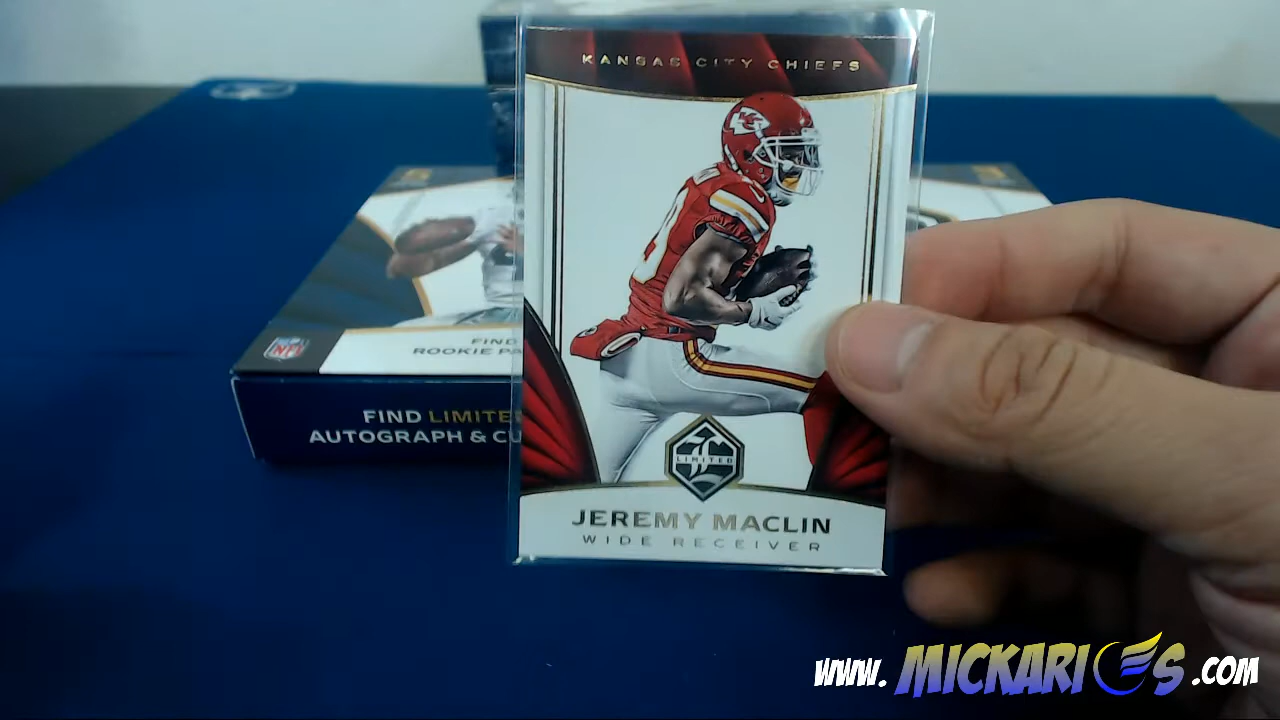 KANSAS CITY CHIEFS
19
LIMITED
JEREMY MACLIN
WIDE RECEIVER
NFL
FIND
ROOKIE PA
FIND LIMITE
AUTOGRAPH & CU
www.MICKARIOS.com